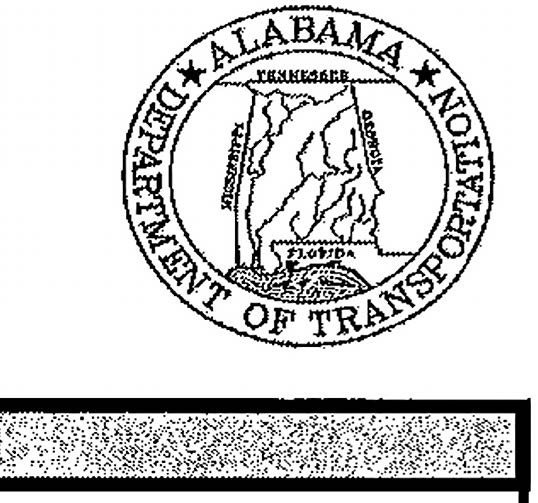 ALABAMA
DEPARTMENT OF TRANSPORTATION
TENNESSEE
MISSISSIPPI
GEORGIA
FLORIDA